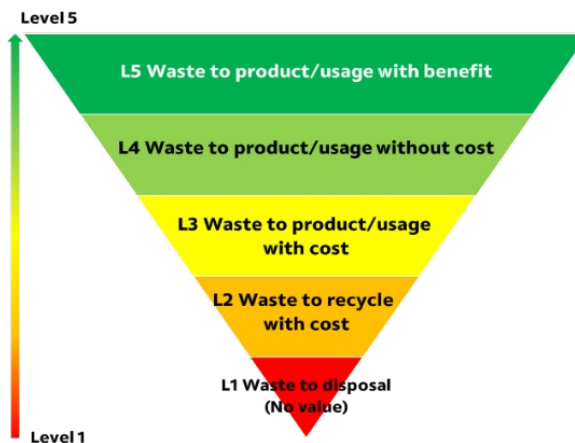 Level 5
L5 Waste to product/usage with benefit
L4 Waste to product/usage without cost
L3 Waste to product/usage
with cost
L2 Waste to recycle
with cost
L1 Waste to disposal
(No value)
Level 1